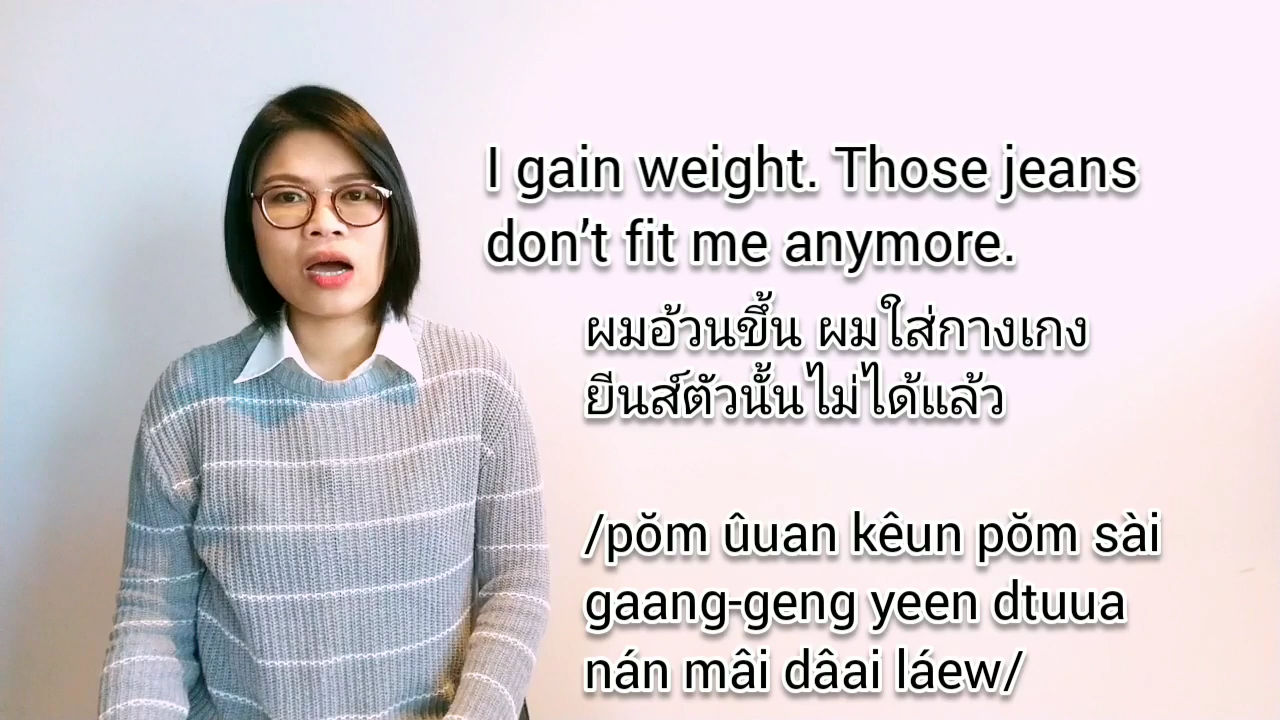 I gain weight. Those jeans
don’t fit me anymore.
ผมอ้วนขึ้น ผมใส่กางเกง
ยีนส์ตัวนั้นไม่ได้แล้ว
/pŏm ûuan kêun pŏm sài
gaang-geng yeen dtuua
nán mâi dâai láew/